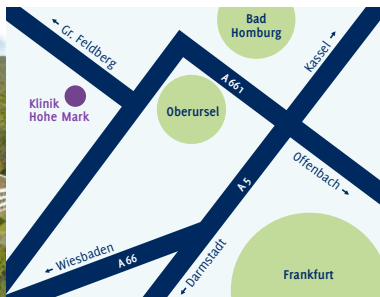 Bad
Homburg
← Gr. Feldberg
Kassel →
A 661
Klinik
Hohe Mark
Oberursel
Offenbach →
A 5
← Wiesbaden
A 66
← Darmstadt
Frankfurt